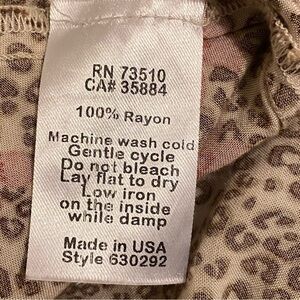 RN 73510
CA# 35884
100% Rayon
Machine wash cold
Gentle cycle
Do not bleach
Lay flat to dry
Low iron
on the inside
while damp
Made in USA
Style 630292